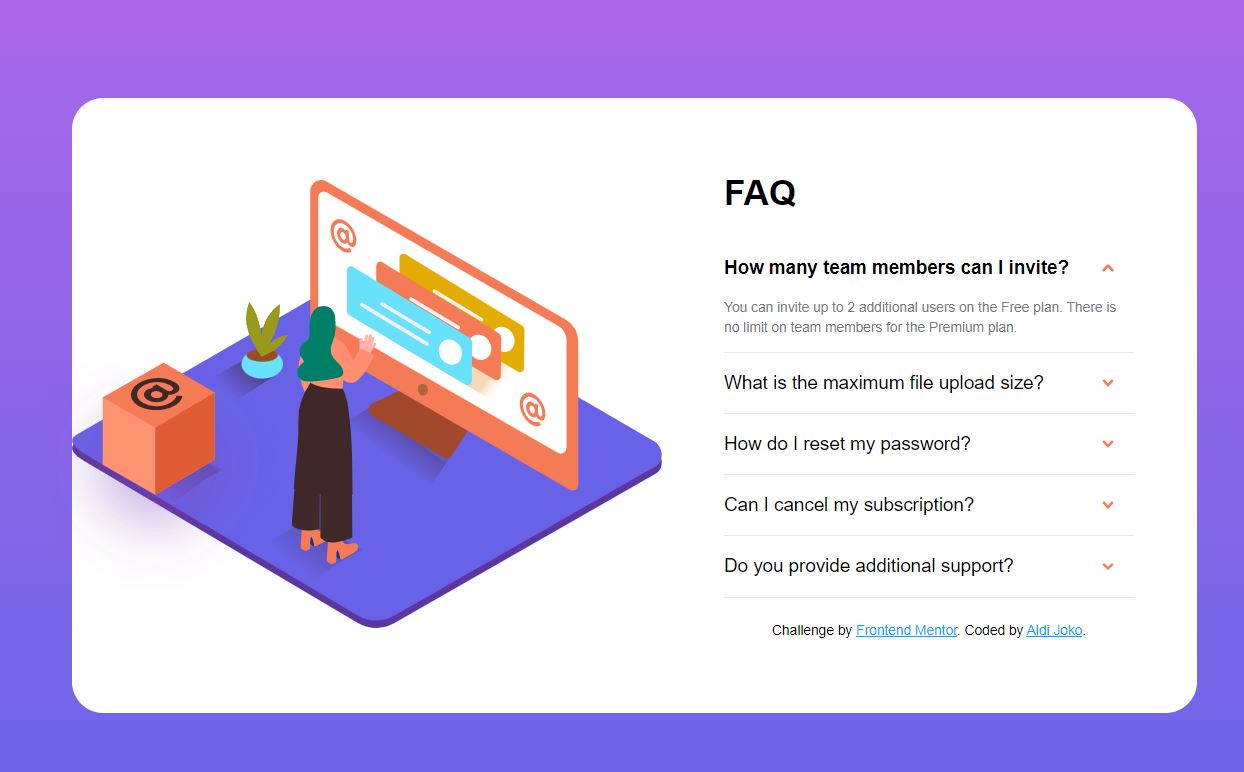 @
@
@
FAQ
How many team members can I invite?
You can invite up to 2 additional users on the Free plan. There is
no limit on team members for the Premium plan.
What is the maximum file upload size?
How do I reset my password?
Can I cancel my subscription?
Do you provide additional support?
Challenge by Frontend Mentor. Coded by Aldi Joko.